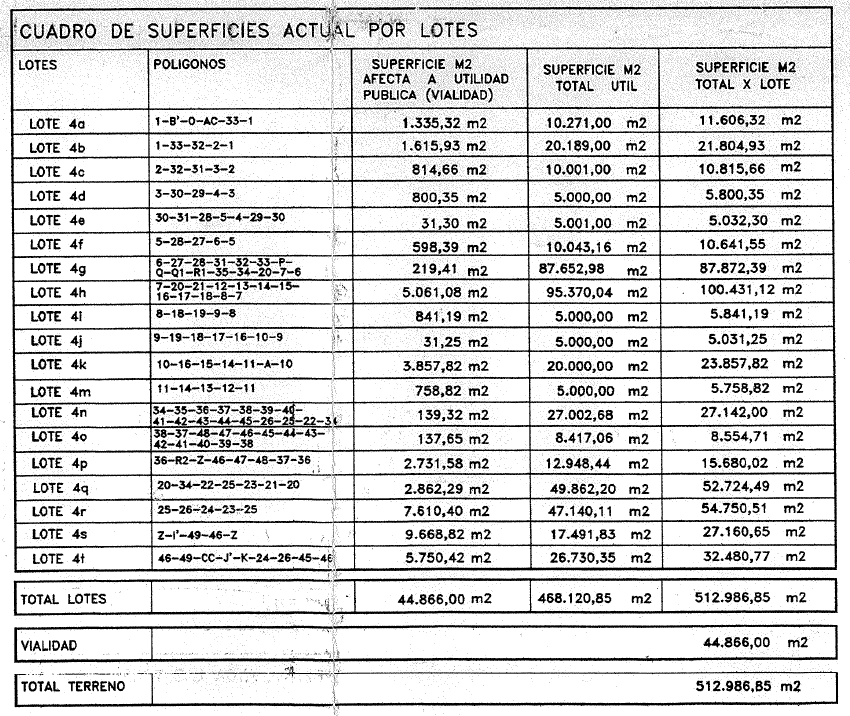 CUADRO DE SUPERFICIES ACTUAL POR LOTES
LOTES POLIGONOS SUPERFICIE M2 AFECTA A UTILIDAD PUBLICA (VIALIDAD) SUPERFICIE M2 TOTAL UTIL SUPERFICIE M2 TOTAL X LOTE
LOTE 4a 1-B'-O-AC-33-1 1.335,32 m2 10.271,00 m2 11.606,32 m2
LOTE 4b 1-33-32-2-1 1.615,93 m2 20.189,00 m2 21.804,93 m2
LOTE 4c 2-32-31-3-2 814,66 m2 10.001,00 m2 10.815,66 m2
LOTE 4d 3-30-29-4-3 800,35 m2 5.000,00 m2 5.800,35 m2
LOTE 4e 30-31-28-5-4-29-30 31,30 m2 5.001,00 m2 5.032,30 m2
LOTE 4f 5-28-27-6-5 598,39 m2 10.043,16 m2 10.641,55 m2
LOTE 4g 6-27-28-31-32-33-P-
Q-Q1-R1-35-34-20-7-6 219,41 m2 87.652,98 m2 87.872,39 m2
LOTE 4h 7-20-21-12-13-14-15-
16-17-18-8-7 5.061,08 m2 95.370,04 m2 100.431,12 m2
LOTE 4i 8-18-19-9-8 841,19 m2 5.000,00 m2 5.841,19 m2
LOTE 4j 9-19-18-17-16-10-9 31,25 m2 5.000,00 m2 5.031,25 m2
LOTE 4k 10-16-15-14-11-A-10 3.857,82 m2 20.000,00 m2 23.857,82 m2
LOTE 4m 11-14-13-12-11 758,82 m2 5.000,00 m2 5.758,82 m2
LOTE 4n 34-35-36-37-38-39-40-
41-42-43-44-45-26-25-22-34 139,32 m2 27.002,68 m2 27.142,00 m2
LOTE 4o 38-37-48-47-46-45-44-43-
42-41-40-39-38 137,65 m2 8.417,06 m2 8.554,71 m2
LOTE 4p 36-R2-Z-46-47-48-37-36 2.731,58 m2 12.948,44 m2 15.680,02 m2
LOTE 4q 20-34-22-25-23-21-20 2.862,29 m2 49.862,20 m2 52.724,49 m2
LOTE 4r 25-26-24-23-25 7.610,40 m2 47.140,11 m2 54.750,51 m2
LOTE 4s Z-I'-49-46-Z 9.668,82 m2 17.491,83 m2 27.160,65 m2
LOTE 4t 46-49-CC-J'-K-24-26-45-46 5.750,42 m2 26.730,35 m2 32.480,77 m2
TOTAL LOTES 44.866,00 m2 468.120,85 m2 512.986,85 m2
VIALIDAD 44.866,00 m2
TOTAL TERRENO 512.986,85 m2